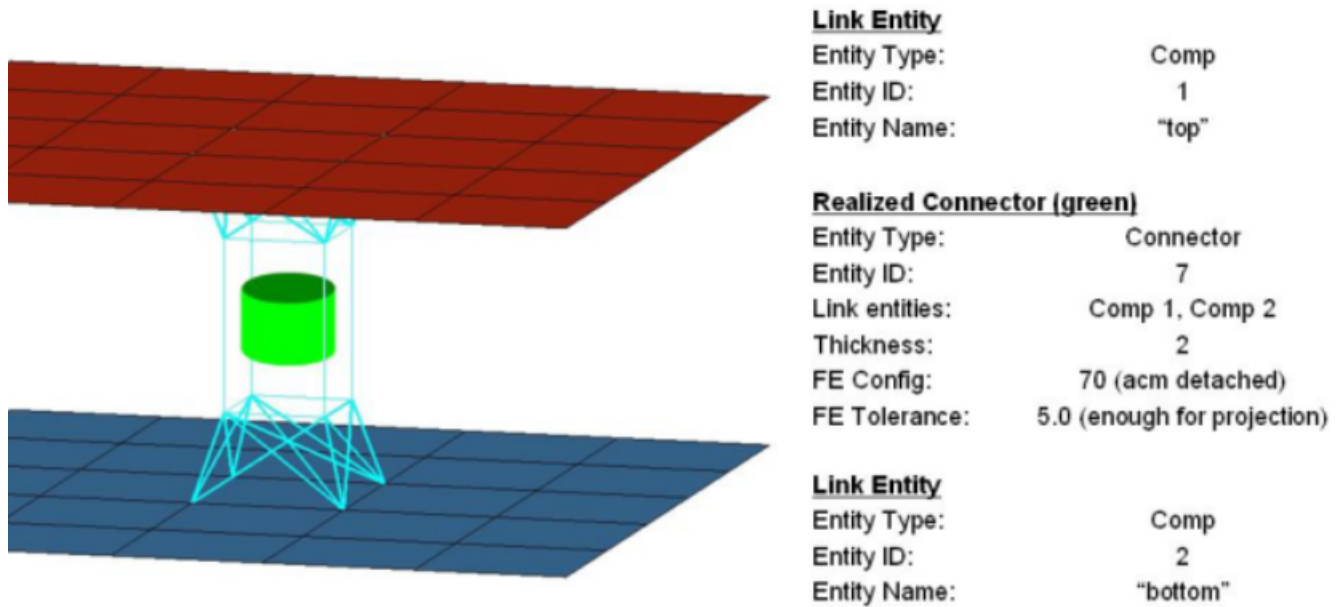 Link Entity
Entity Type: Comp
Entity ID: 1
Entity Name: “top”
Realized Connector (green)
Entity Type: Connector
Entity ID: 7
Link entities: Comp 1, Comp 2
Thickness: 2
FE Config: 70 (acm detached)
FE Tolerance: 5.0 (enough for projection)
Link Entity
Entity Type: Comp
Entity ID: 2
Entity Name: “bottom”